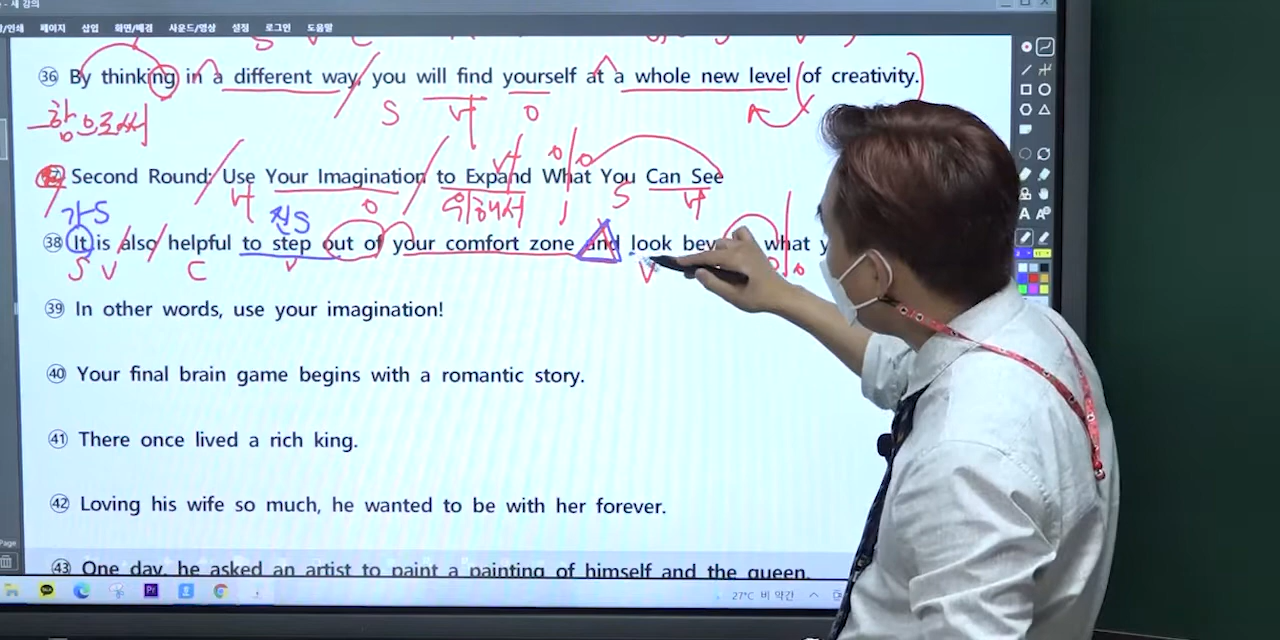 새 강의
페이지 삽입 화면/배경 사운드/영상 설정 로그인 도움말
S V C
㊱ By thinking in a different way, you will find yourself at a whole new level of creativity.
S V O
함으로써
Second Round: Use Your Imagination to Expand What You Can See
V O 위해서 S V
가S 진S
㊳ It is also helpful to step out of your comfort zone and look what
S V C V V
㊴ In other words, use your imagination!
㊵ Your final brain game begins with a romantic story.
㊶ There once lived a rich king.
㊷ Loving his wife so much, he wanted to be with her forever.
㊸ One day, he asked an artist to paint a painting of himself and the queen.
Page
27°C 비 약간